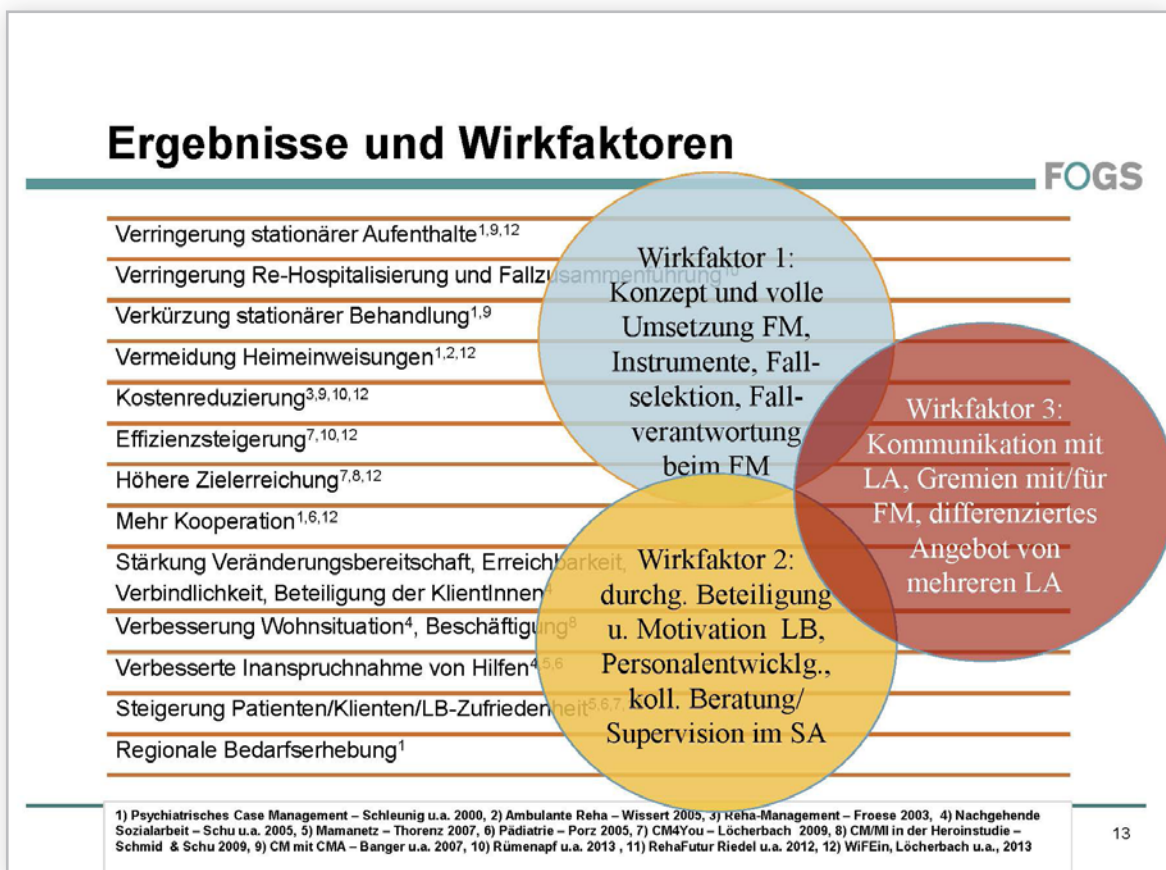 Ergebnisse und Wirkfaktoren
FOGS
Verringerung stationärer Aufenthalte1,9,12
Verringerung Re-Hospitalisierung und Fallzusammenführung10
Verkürzung stationärer Behandlung1,9
Vermeidung Heimeinweisungen1,2,12
Kostenreduzierung3,9,10,12
Effizienzsteigerung7,10,12
Höhere Zielerreichung7,8,12
Mehr Kooperation1,6,12
Stärkung Veränderungsbereitschaft, Erreichbarkeit,
Verbindlichkeit, Beteiligung der KlientInnen4
Verbesserung Wohnsituation4, Beschäftigung8
Verbesserte Inanspruchnahme von Hilfen4,5,6
Steigerung Patienten/Klienten/LB-Zufriedenheit5,6,7,
Regionale Bedarfserhebung1
Wirkfaktor 1:
Konzept und volle
Umsetzung FM,
Instrumente, Fall-
selektion, Fall-
verantwortung
beim FM
Wirkfaktor 3:
Kommunikation mit
LA, Gremien mit/für
FM, differenziertes
Angebot von
mehreren LA
Wirkfaktor 2:
durchg. Beteiligung
u. Motivation LB,
Personalentwicklg.,
koll. Beratung/
Supervision im SA
1) Psychiatrisches Case Management – Schleunig u.a. 2000, 2) Ambulante Reha – Wissert 2005, 3) Reha-Management – Froese 2003, 4) Nachgehende
Sozialarbeit – Schu u.a. 2005, 5) Mamanetz – Thorenz 2007, 6) Pädiatrie – Porz 2005, 7) CM4You – Löcherbach 2009, 8) CM/MI in der Heroinstudie –
Schmid & Schu 2009, 9) CM mit CMA – Banger u.a. 2007, 10) Rümenapf u.a. 2013 , 11) RehaFutur Riedel u.a. 2012, 12) WiFEin, Löcherbach u.a., 2013
13